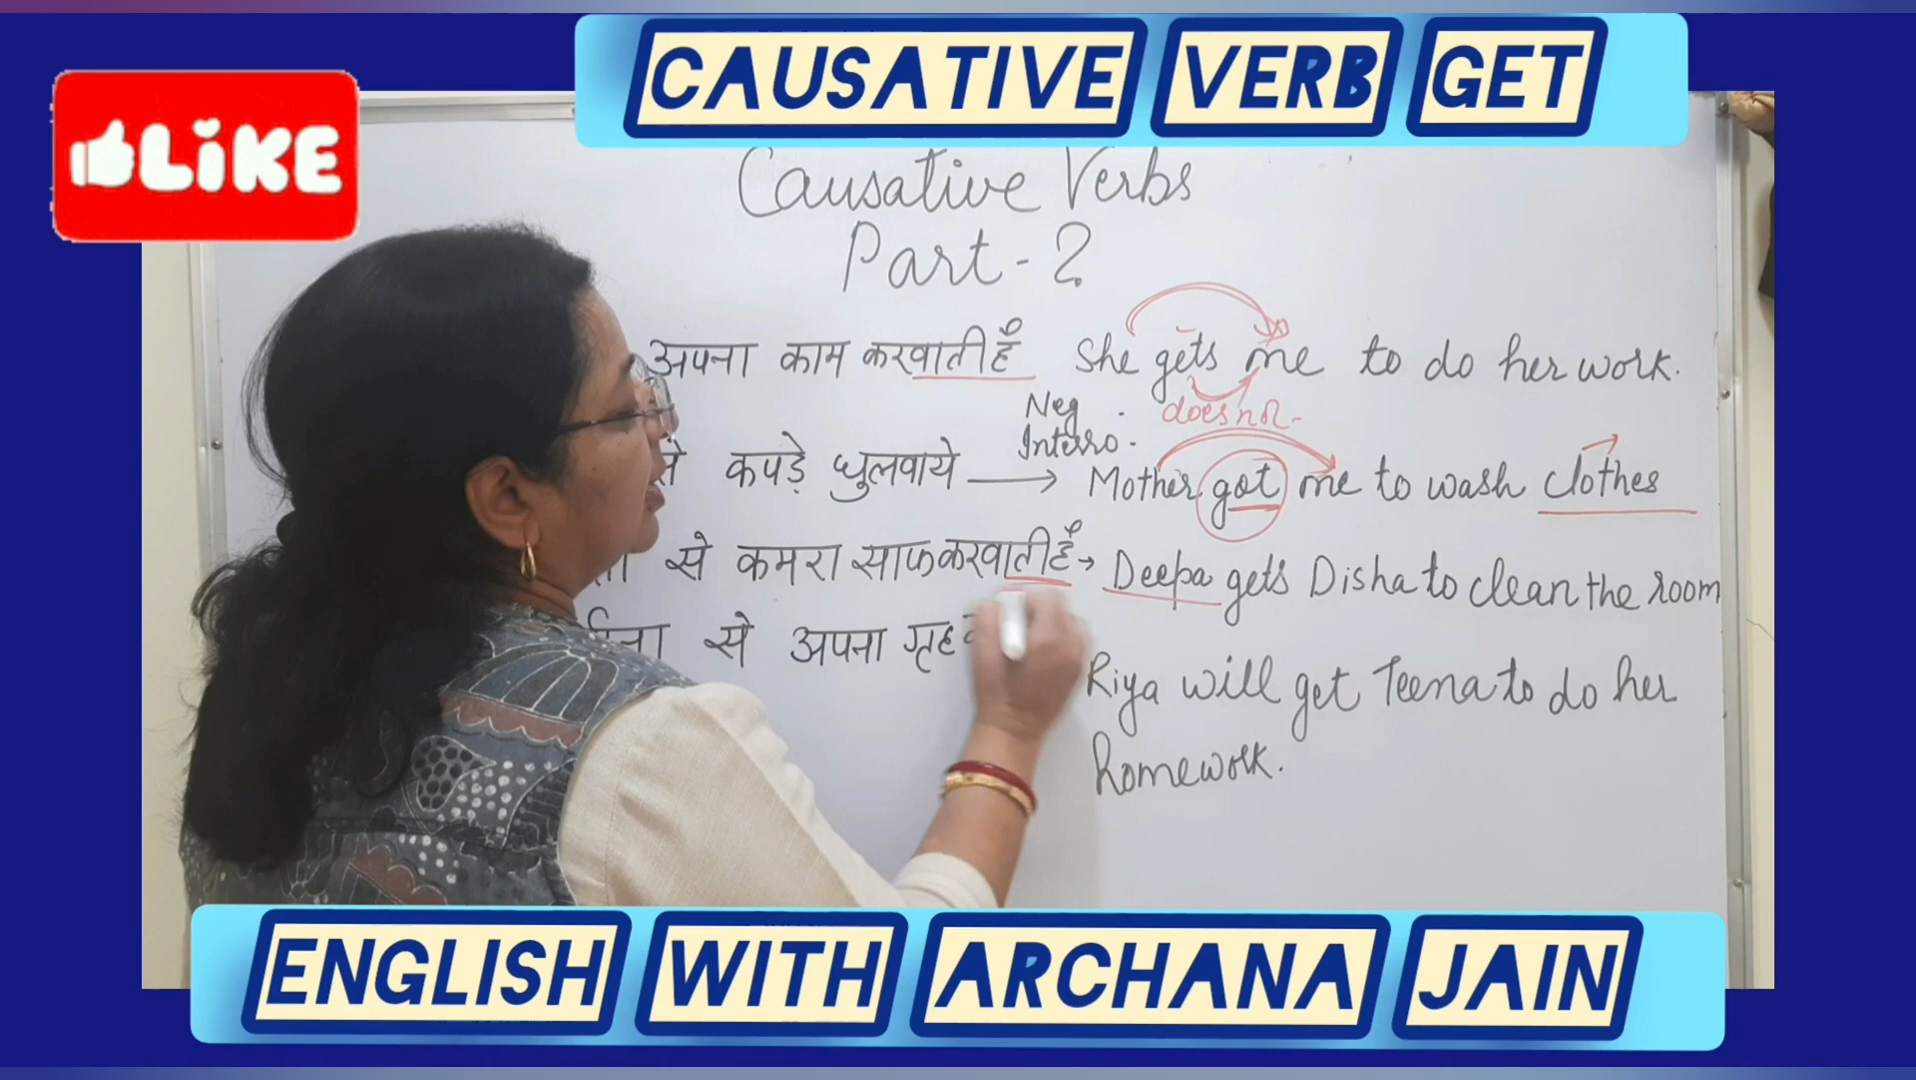 CAUSATIVE VERB GET
LiKE
Causative Verbs
Part-2
अपना काम करवाती है She gets me to do her work.
Neg. does not
Interro.
कपड़े धुलवाये → Mother got me to wash clothes
से कमरा साफ करवाती है → Deepa gets Disha to clean the room
से अपना गृह Riya will get Teena to do her
homework.
ENGLISH WITH ARCHANA JAIN